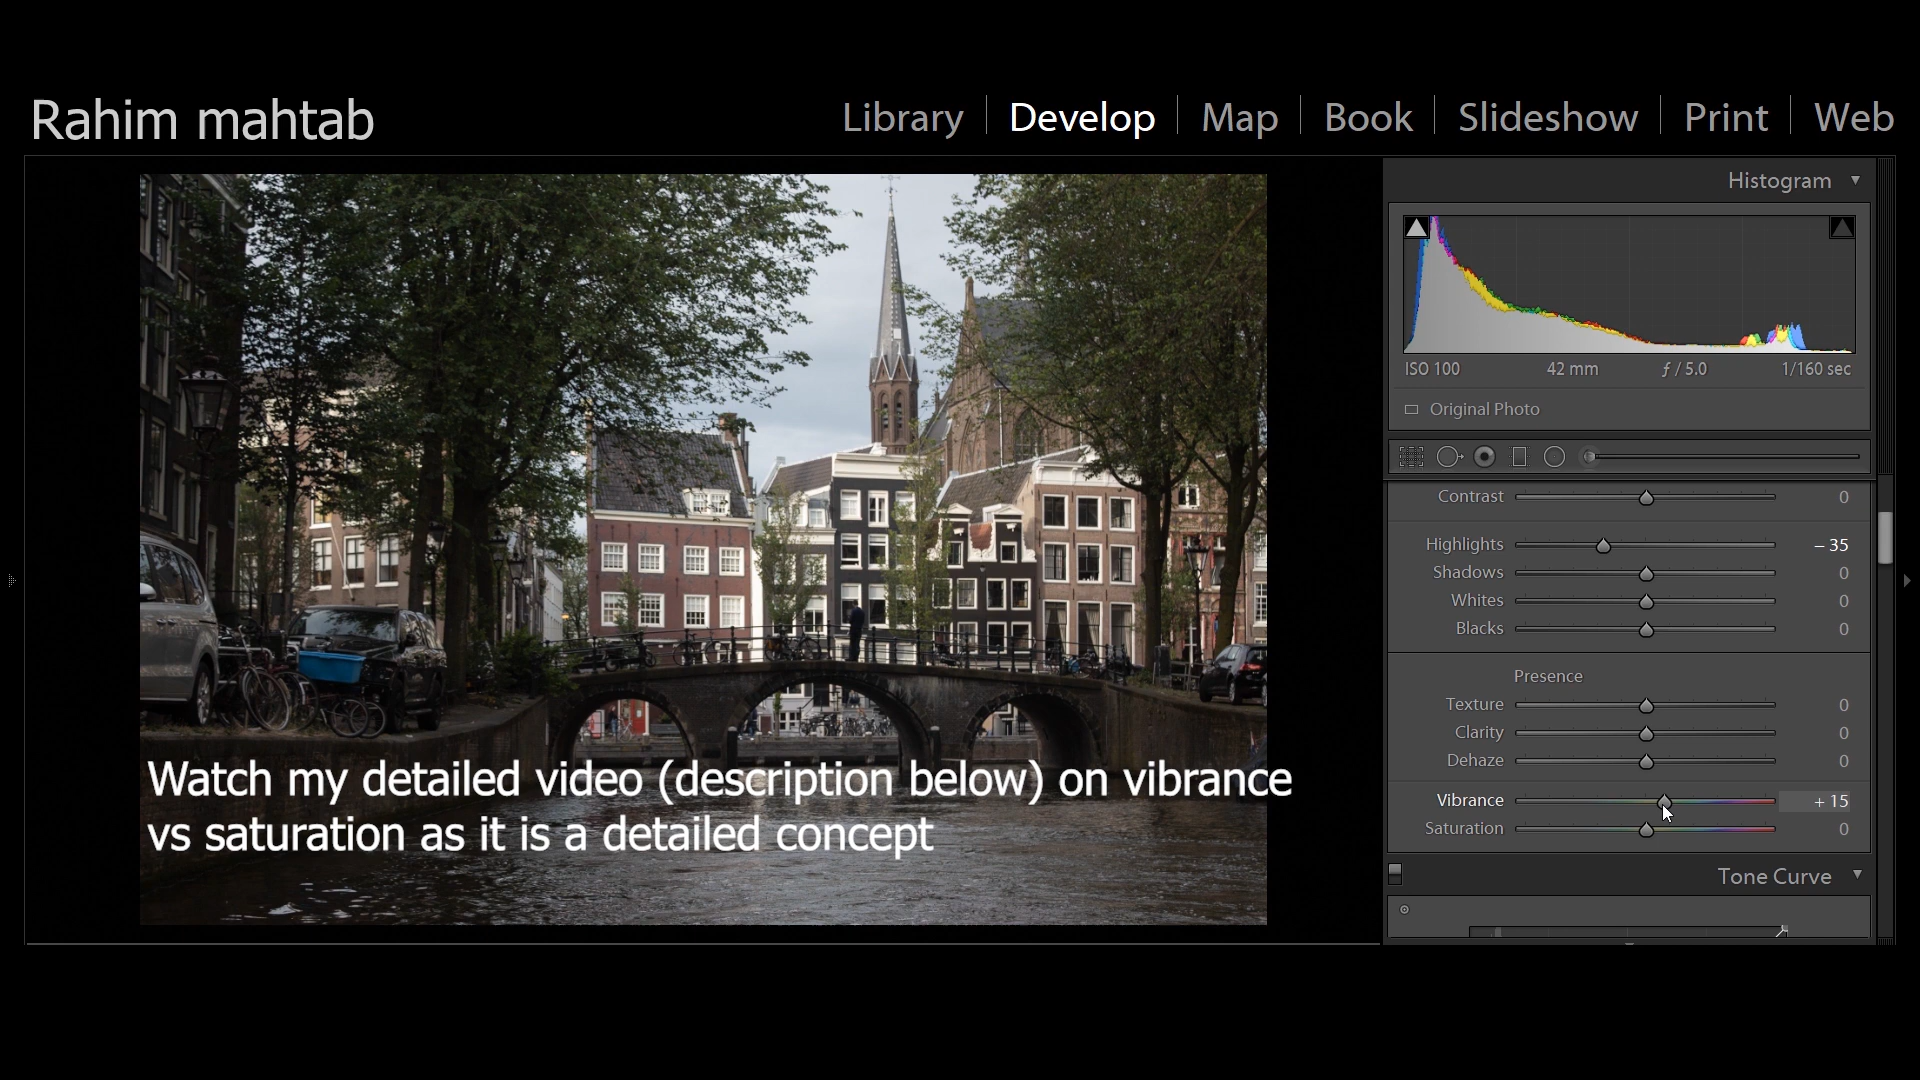 Rahim mahtab
Library Develop Map Book Slideshow Print Web
Histogram
ISO 100 42 mm ƒ / 5.0 1/160 sec
Original Photo
Contrast 0
Highlights – 35
Shadows 0
Whites 0
Blacks 0
Presence
Texture 0
Clarity 0
Dehaze 0
Vibrance + 15
Saturation 0
Tone Curve
Watch my detailed video (description below) on vibrance
vs saturation as it is a detailed concept